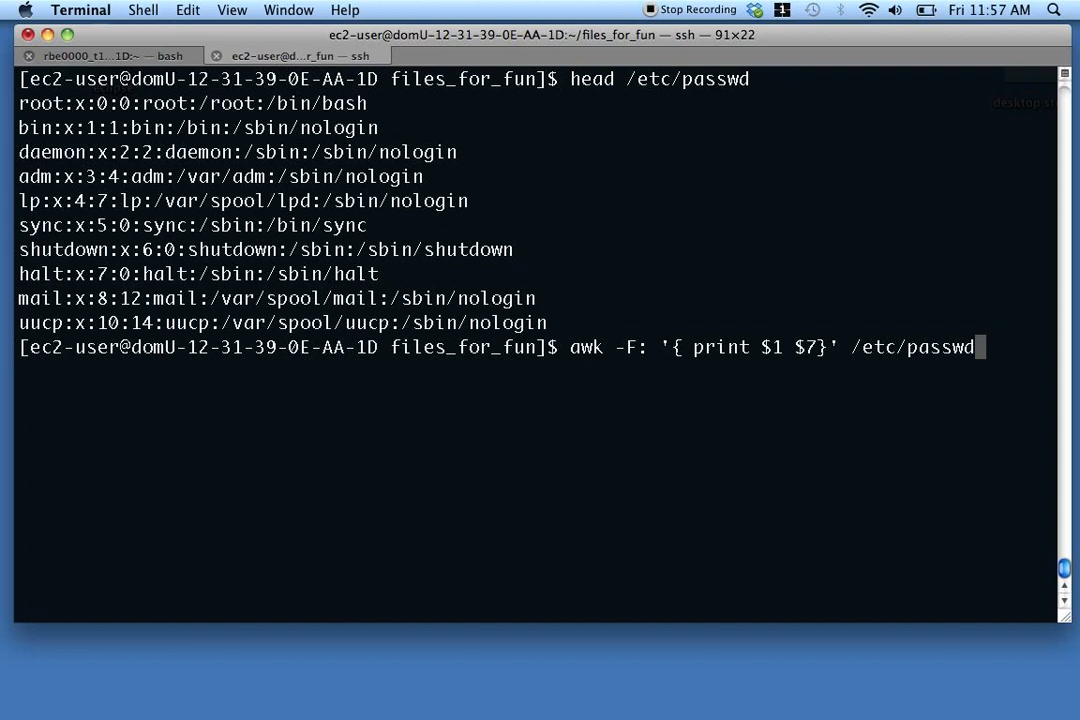 Terminal Shell Edit View Window Help Stop Recording 1 Fri 11:57 AM
ec2-user@domU-12-31-39-0E-AA-1D:~/files_for_fun — ssh — 91×22
rbe0000_t1...1D:~ — bash ec2-user@d...r_fun — ssh
[ec2-user@domU-12-31-39-0E-AA-1D files_for_fun]$ head /etc/passwd
root:x:0:0:root:/root:/bin/bash
bin:x:1:1:bin:/bin:/sbin/nologin
daemon:x:2:2:daemon:/sbin:/sbin/nologin
adm:x:3:4:adm:/var/adm:/sbin/nologin
lp:x:4:7:lp:/var/spool/lpd:/sbin/nologin
sync:x:5:0:sync:/sbin:/bin/sync
shutdown:x:6:0:shutdown:/sbin:/sbin/shutdown
halt:x:7:0:halt:/sbin:/sbin/halt
mail:x:8:12:mail:/var/spool/mail:/sbin/nologin
uucp:x:10:14:uucp:/var/spool/uucp:/sbin/nologin
[ec2-user@domU-12-31-39-0E-AA-1D files_for_fun]$ awk -F: '{ print $1 $7}' /etc/passwd